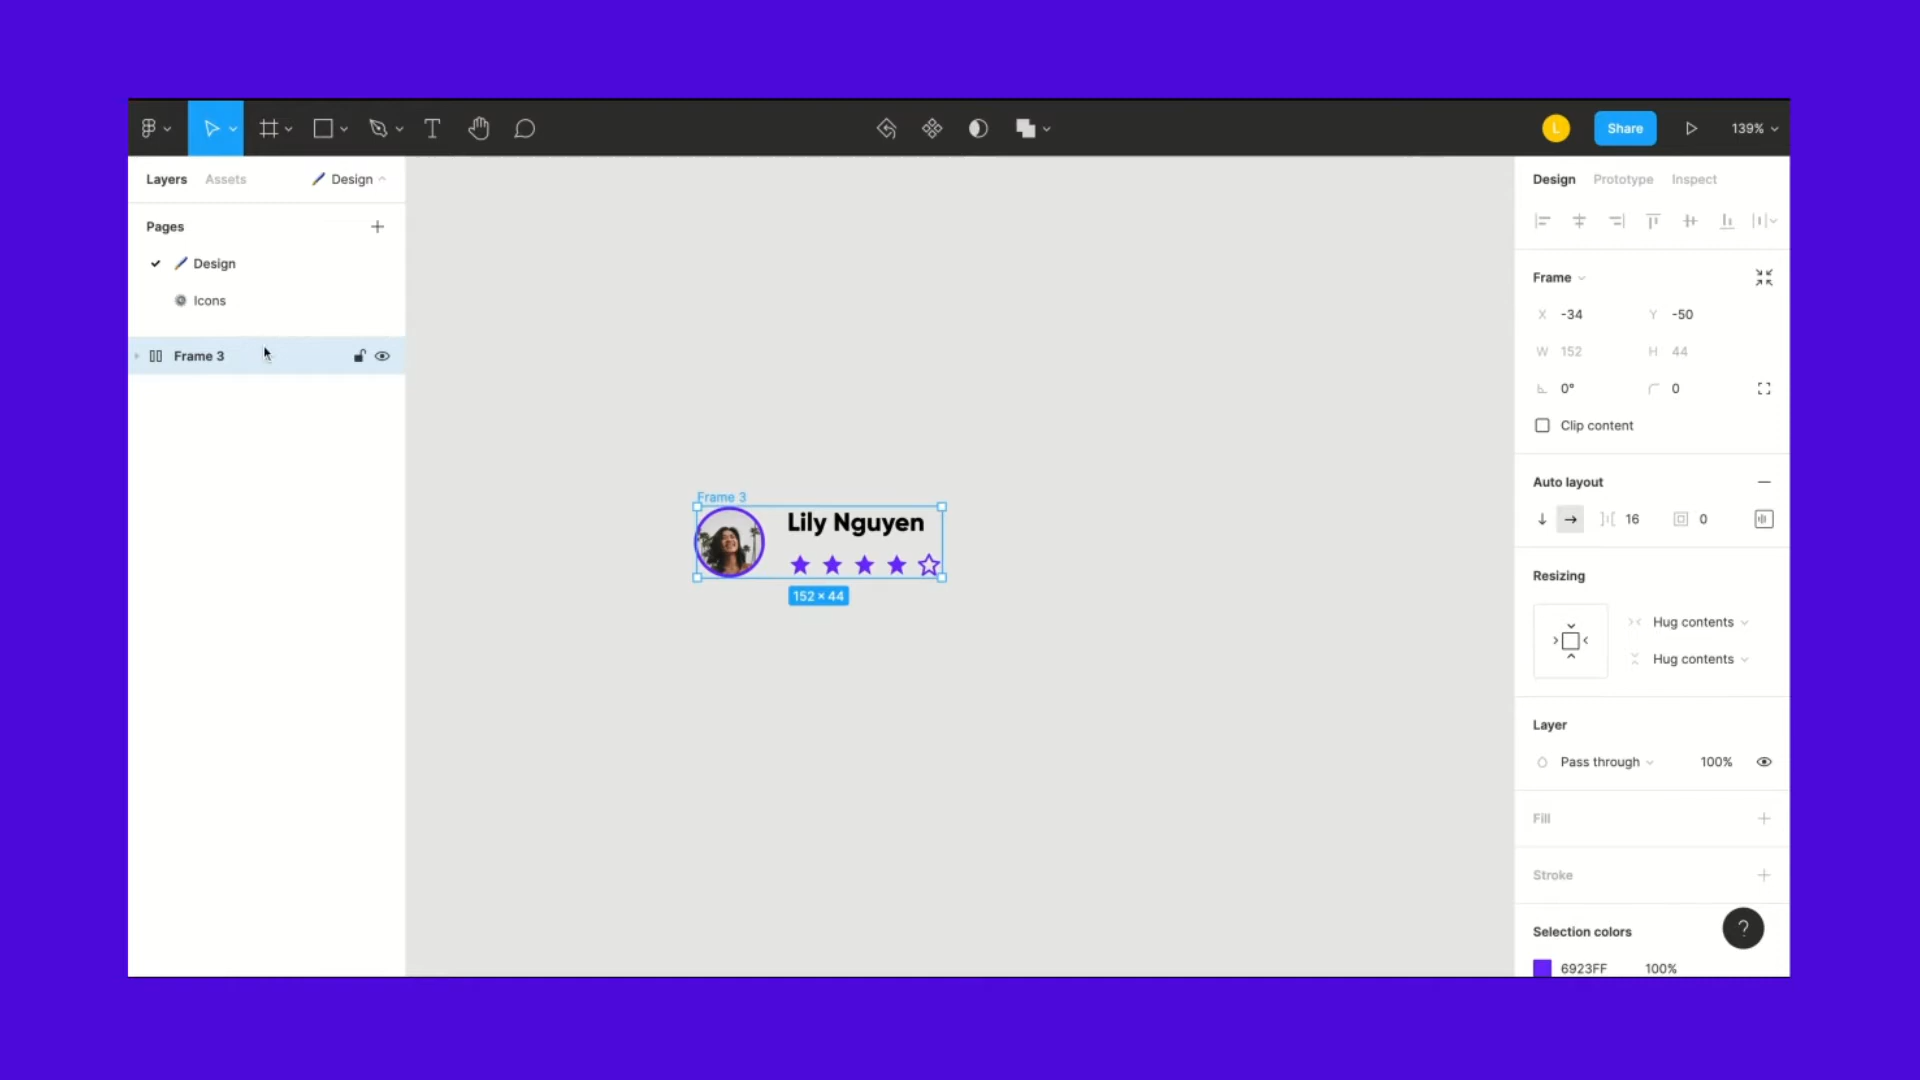 L
Share
139%
Layers
Assets
Design
Pages
Design
Icons
Frame 3
Frame 3
Lily Nguyen
152 × 44
Design
Prototype
Inspect
Frame
X -34
Y -50
W 152
H 44
0°
0
Clip content
Auto layout
16
0
Resizing
Hug contents
Hug contents
Layer
Pass through
100%
Fill
Stroke
Selection colors
?
6923FF
100%